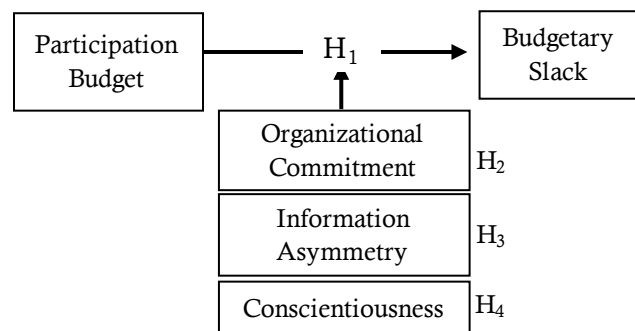 Participation
Budget
H₁
Budgetary
Slack
Organizational
Commitment
H₂
Information
Asymmetry
H₃
Conscientiousness
H₄